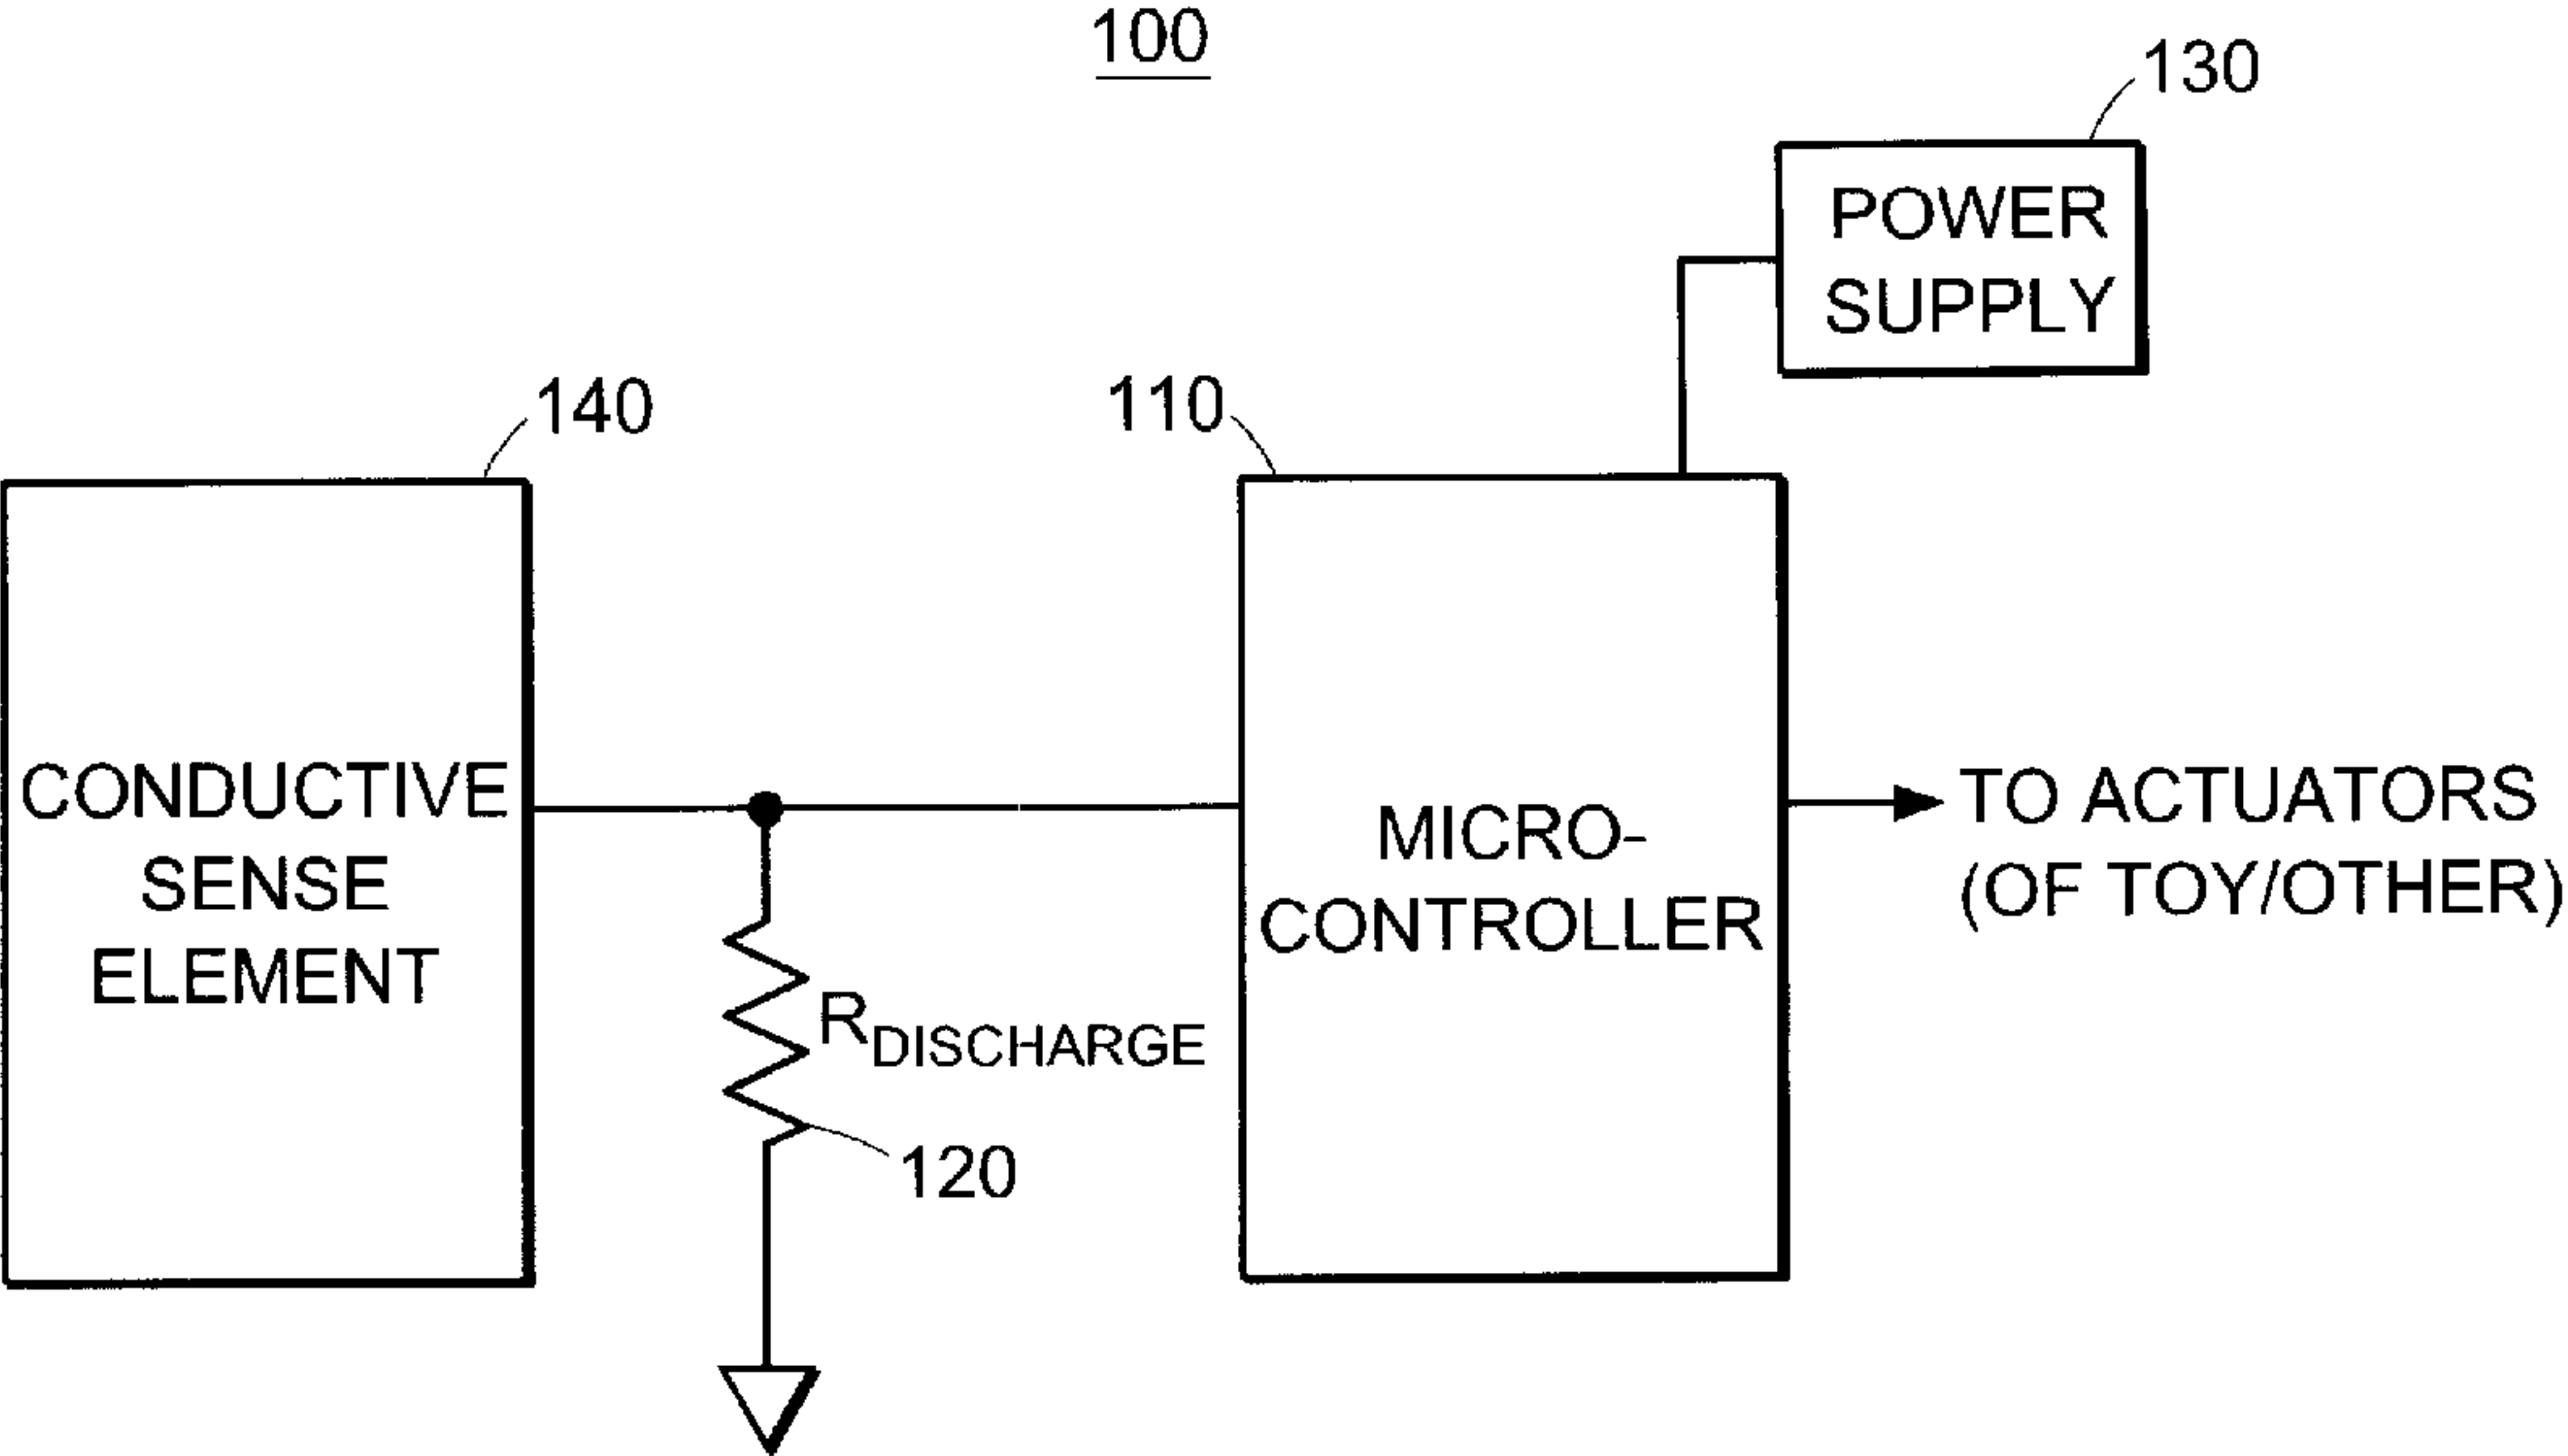 100
130
POWER
SUPPLY
140
110
CONDUCTIVE
SENSE
ELEMENT
MICRO-
CONTROLLER
TO ACTUATORS
(OF TOY/OTHER)
RDISCHARGE
120